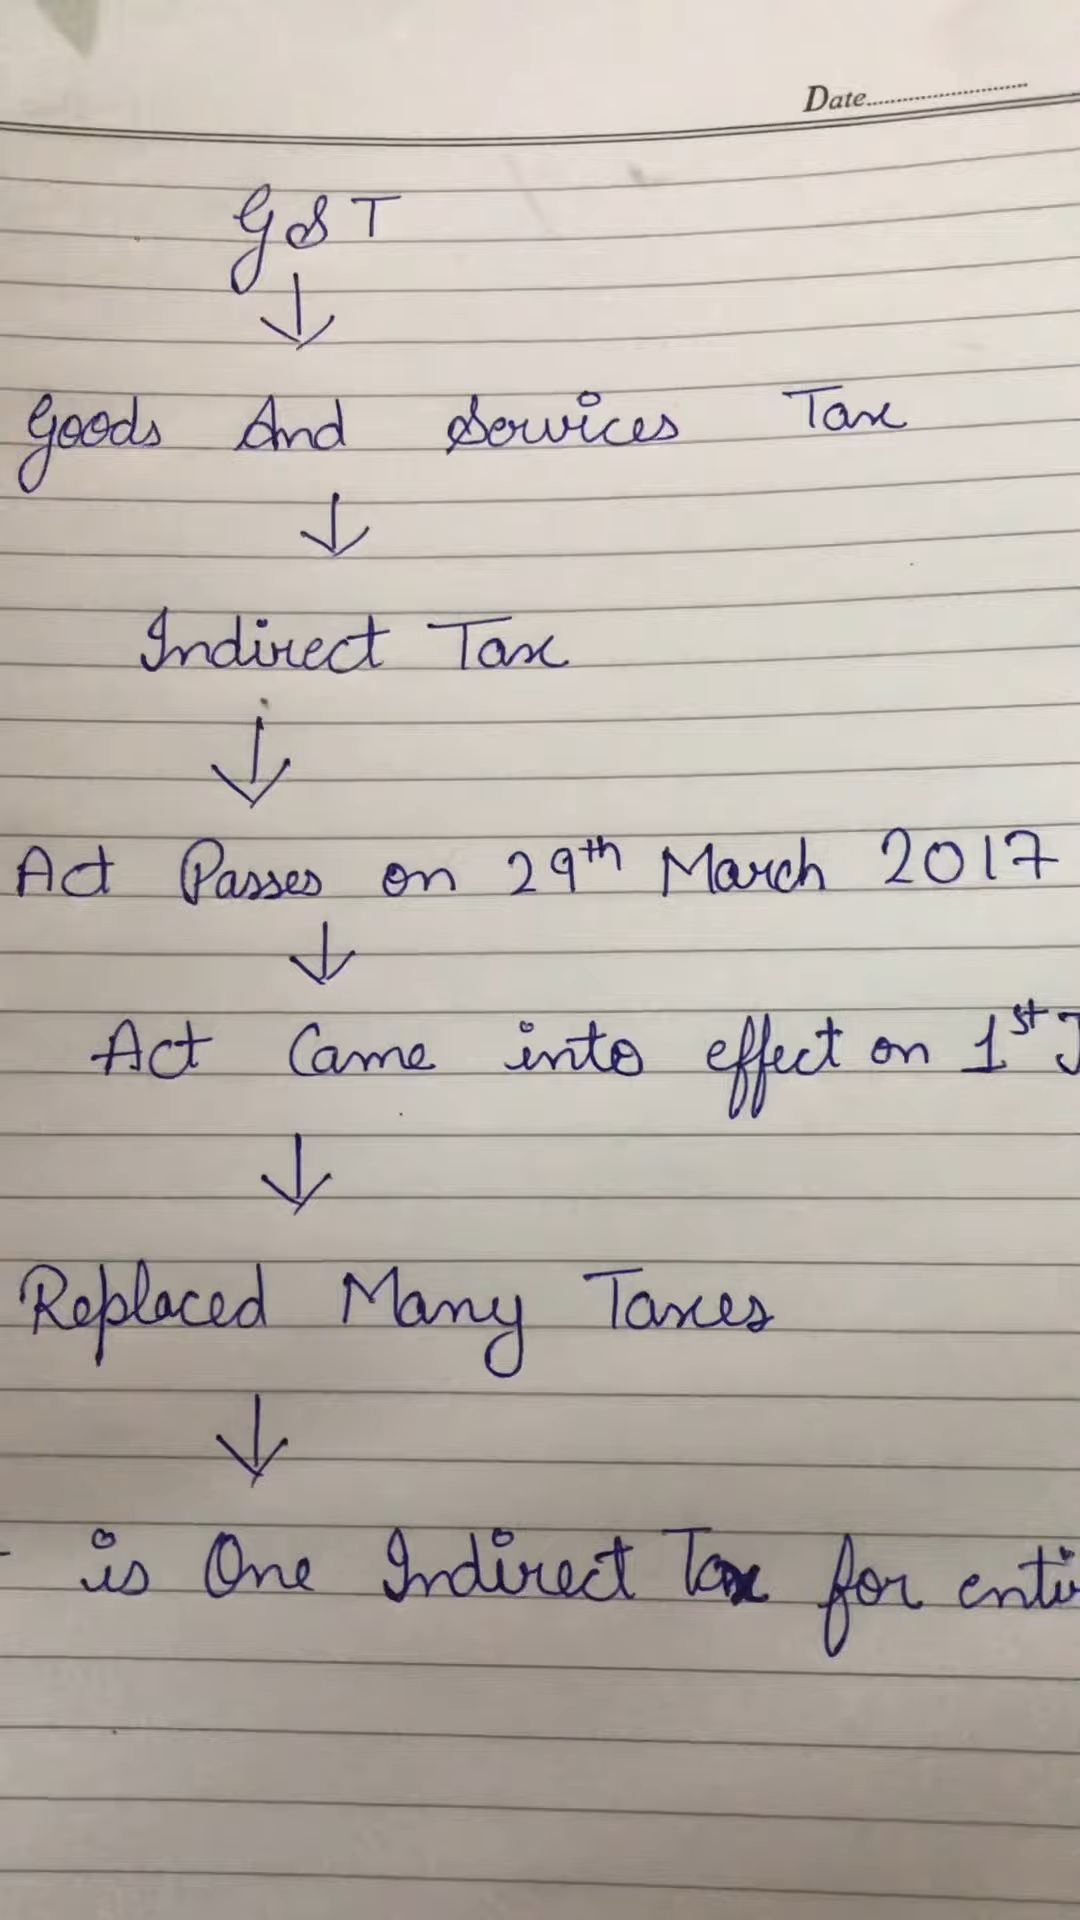 Date
GST
Goods And Services Tax
Indirect Tax
Act Passes on 29th March 2017
Act Came into effect on 1st J
Replaced Many Taxes
is One Indirect Tax for enti